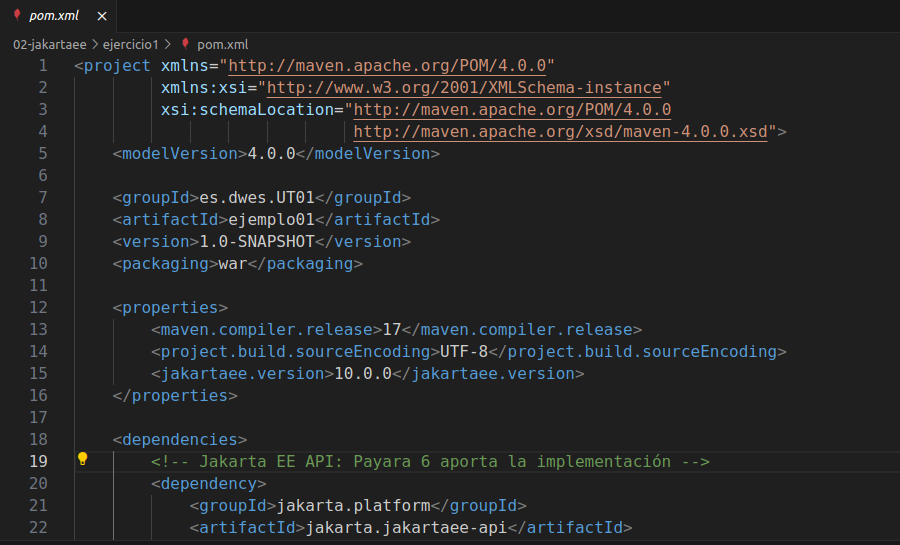 pom.xml ×
02-jakartaee > ejercicio1 > pom.xml
1 <project xmlns="http://maven.apache.org/POM/4.0.0"
2 xmlns:xsi="http://www.w3.org/2001/XMLSchema-instance"
3 xsi:schemaLocation="http://maven.apache.org/POM/4.0.0
4 http://maven.apache.org/xsd/maven-4.0.0.xsd">
5 <modelVersion>4.0.0</modelVersion>
6
7 <groupId>es.dwes.UT01</groupId>
8 <artifactId>ejemplo01</artifactId>
9 <version>1.0-SNAPSHOT</version>
10 <packaging>war</packaging>
11
12 <properties>
13 <maven.compiler.release>17</maven.compiler.release>
14 <project.build.sourceEncoding>UTF-8</project.build.sourceEncoding>
15 <jakartaee.version>10.0.0</jakartaee.version>
16 </properties>
17
18 <dependencies>
19 <!-- Jakarta EE API: Payara 6 aporta la implementación -->
20 <dependency>
21 <groupId>jakarta.platform</groupId>
22 <artifactId>jakarta.jakartaee-api</artifactId>